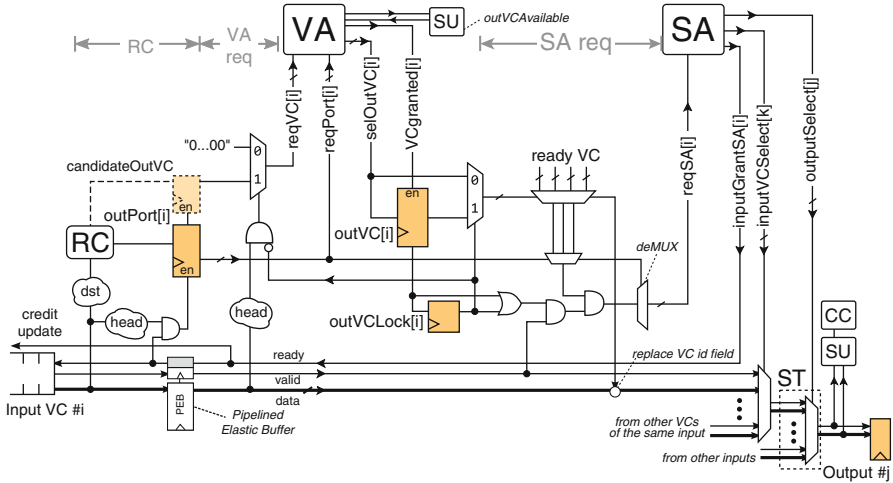 VA
SU
outVCAvailable
SA
RC
VA
req
SA req
reqVC[i]
reqPort[i]
selOutVC[i]
VCgranted[i]
reqSA[i]
inputGrantSA[i]
inputVCSelect[k]
outputSelect[j]
"0...00"
0
1
candidateOutVC
en
outPort[i]
RC
en
dst
head
head
en
outVC[i]
0
1
ready VC
deMUX
outVCLock[i]
credit
update
ready
valid
data
replace VC id field
Input VC #i
PEB
Pipelined
Elastic Buffer
from other VCs
of the same input
from other inputs
ST
CC
SU
Output #j